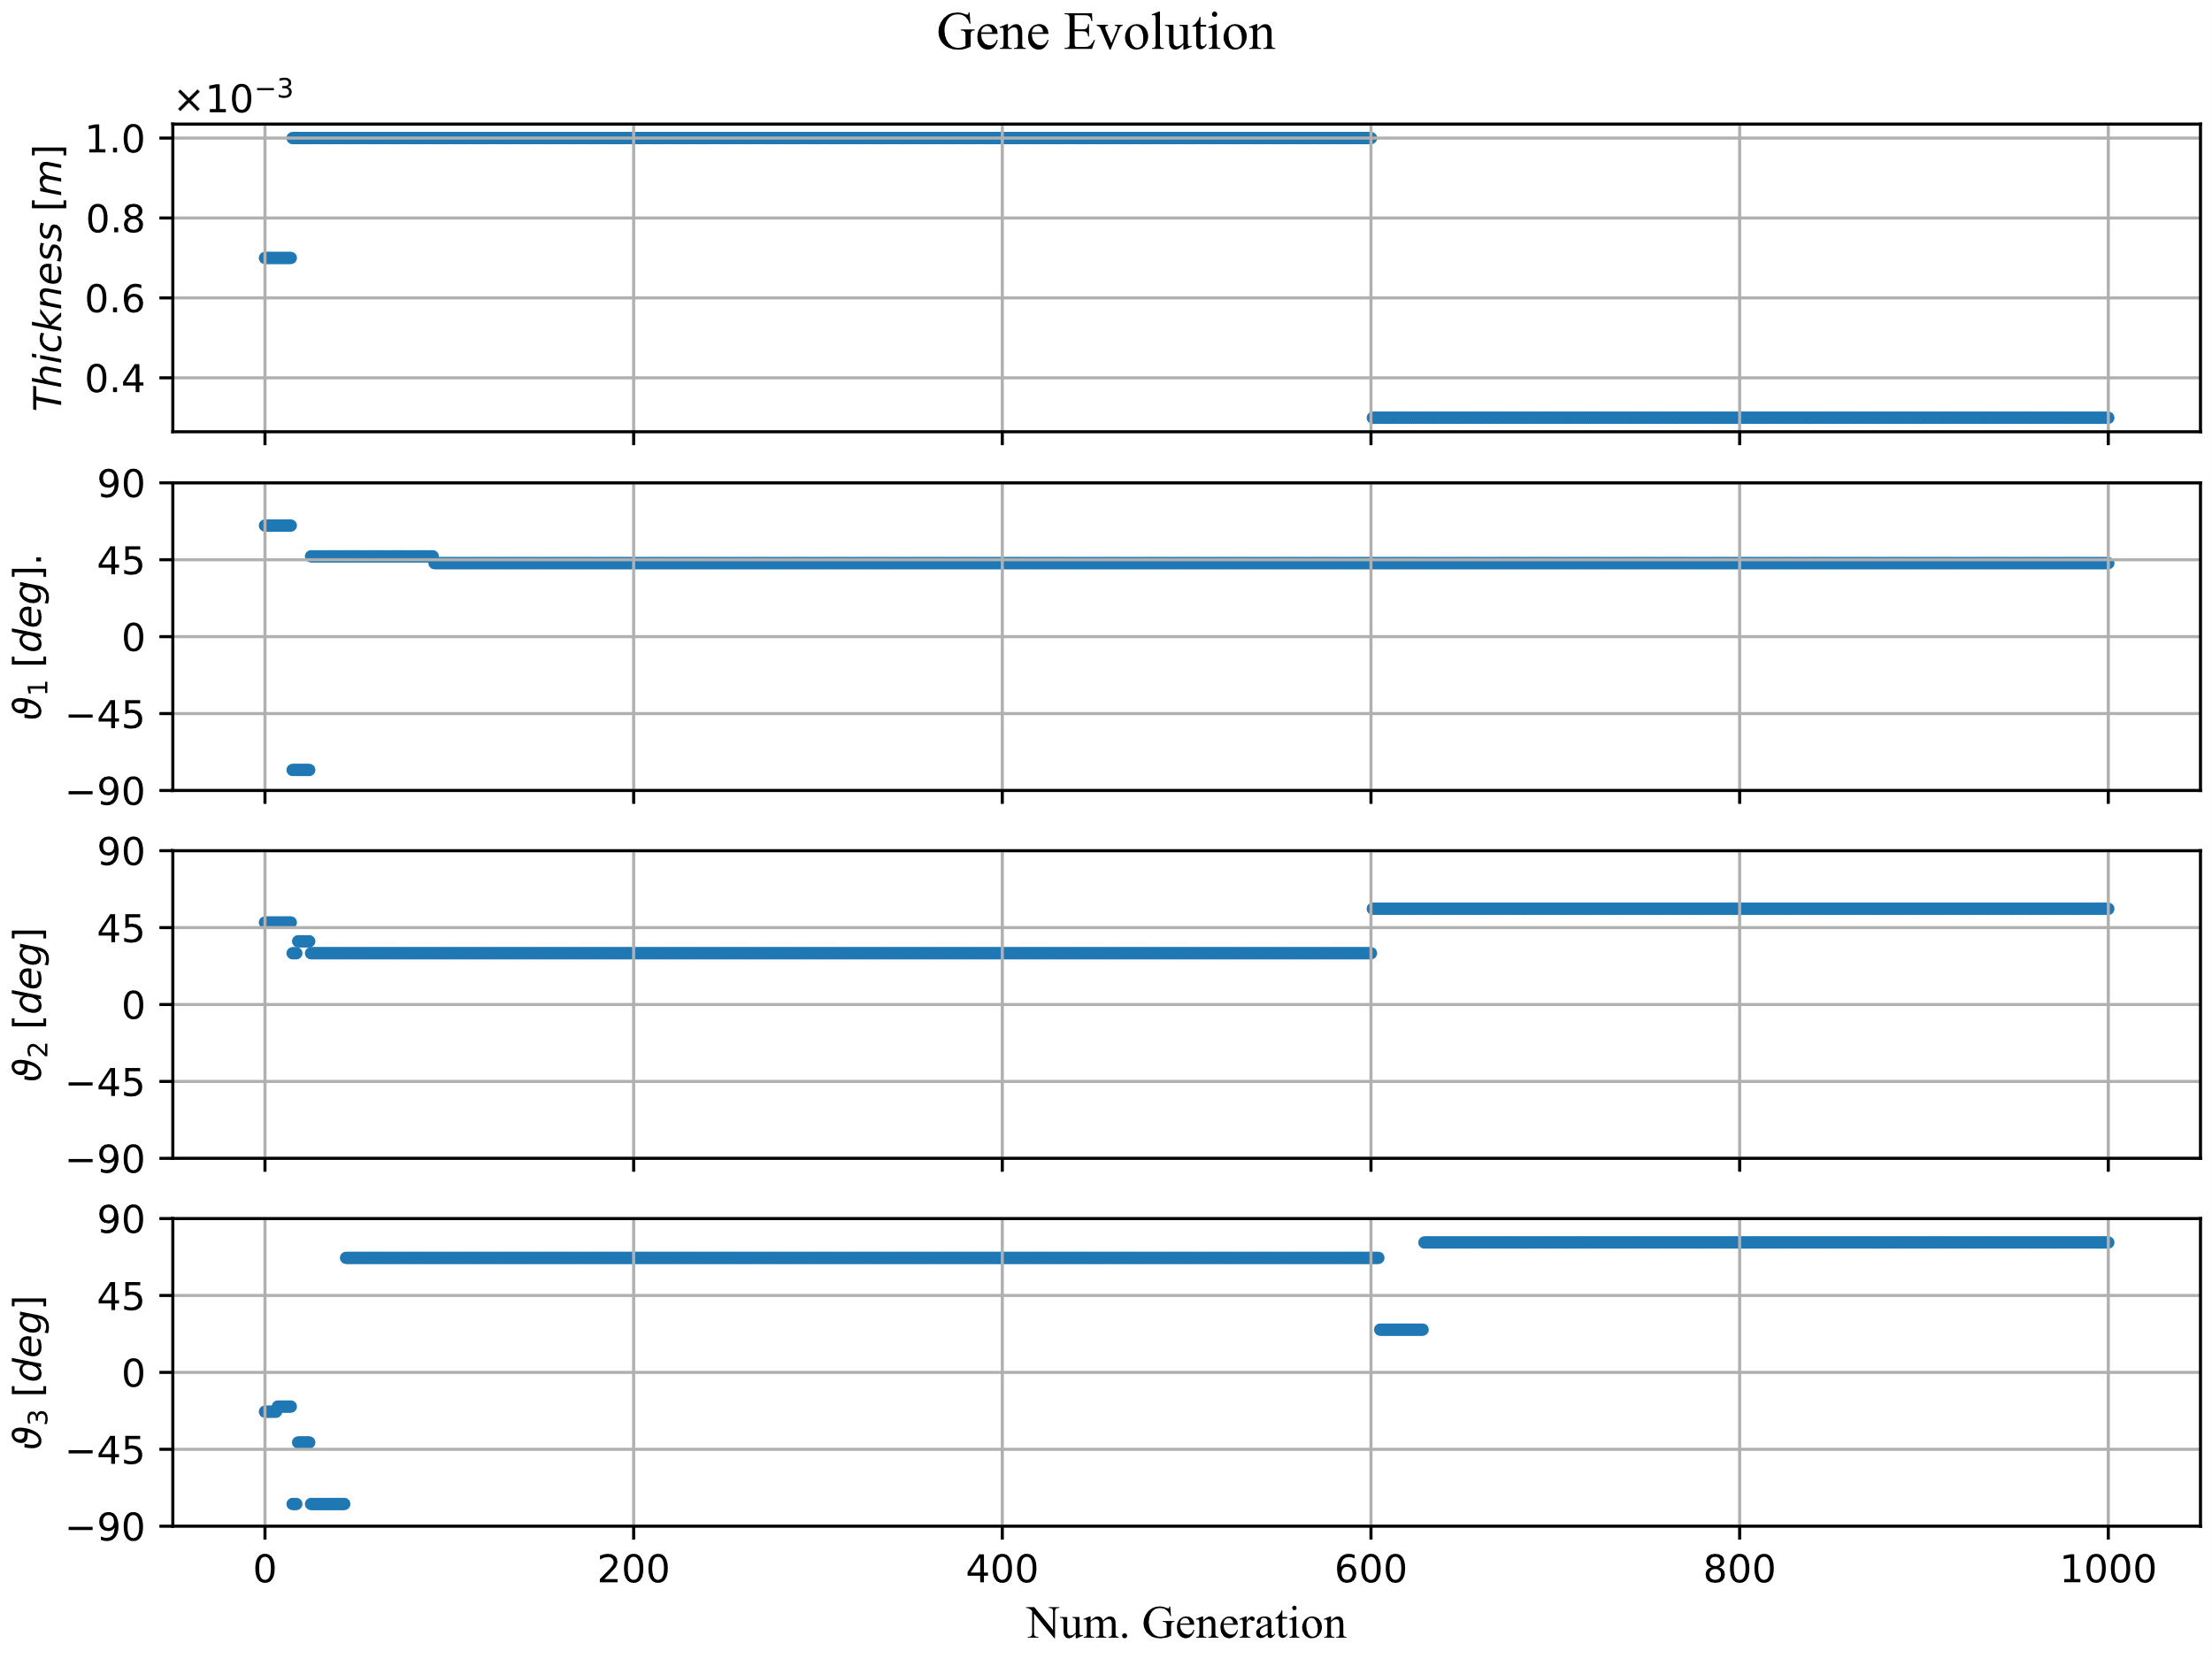 Gene Evolution
×10⁻³
Thickness [m]
1.0
0.8
0.6
0.4
ϑ₁ [deg].
90
45
0
−45
−90
ϑ₂ [deg]
90
45
0
−45
−90
ϑ₃ [deg]
90
45
0
−45
−90
0 200 400 600 800 1000
Num. Generation